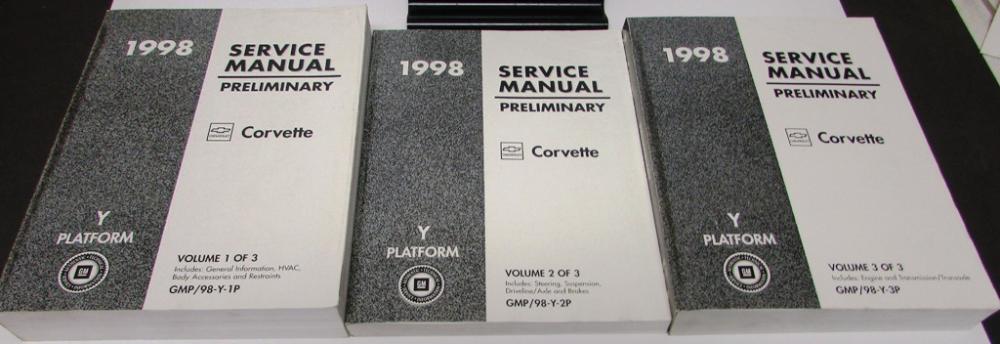 1998
SERVICE
MANUAL
PRELIMINARY
Corvette
Y
PLATFORM
GM
VOLUME 1 OF 3
Includes: General Information, HVAC,
Body Accessories and Restraints
GMP/98-Y-1P
1998
SERVICE
MANUAL
PRELIMINARY
Corvette
Y
PLATFORM
GM
VOLUME 2 OF 3
Includes: Steering, Suspension,
Driveline/Axle and Brakes
GMP/98-Y-2P
1998
SERVICE
MANUAL
PRELIMINARY
Corvette
Y
PLATFORM
GM
VOLUME 3 OF 3
Includes: Engine and Transmission/Transaxle
GMP/98-Y-3P